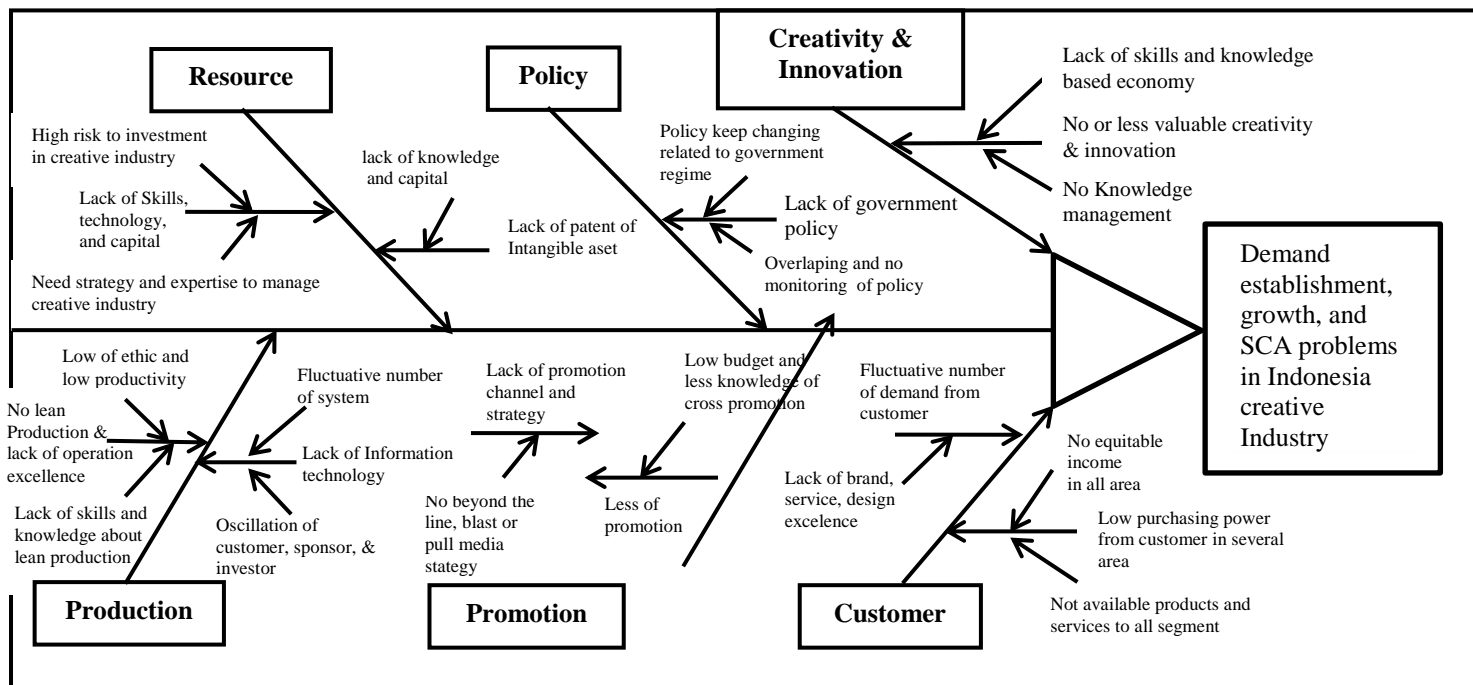 Resource
Policy
Creativity &
Innovation
Lack of skills and knowledge
based economy
No or less valuable creativity
& innovation
No Knowledge
management
High risk to investment
in creative industry
Lack of Skills,
technology,
and capital
Need strategy and expertise to manage
creative industry
lack of knowledge
and capital
Lack of patent of
Intangible aset
Policy keep changing
related to government
regime
Lack of government
policy
Overlaping and no
monitoring of policy
Demand
establishment,
growth, and
SCA problems
in Indonesia
creative
Industry
Low of ethic and
low productivity
No lean
Production &
lack of operation
excellence
Lack of skills and
knowledge about
lean production
Fluctuative number
of system
Lack of Information
technology
Oscillation of
customer, sponsor, &
investor
Lack of promotion
channel and
strategy
No beyond the
line, blast or
pull media
stategy
Low budget and
less knowledge of
cross promotion
Less of
promotion
Fluctuative number
of demand from
customer
Lack of brand,
service, design
excelence
No equitable
income
in all area
Low purchasing power
from customer in several
area
Not available products and
services to all segment
Production
Promotion
Customer